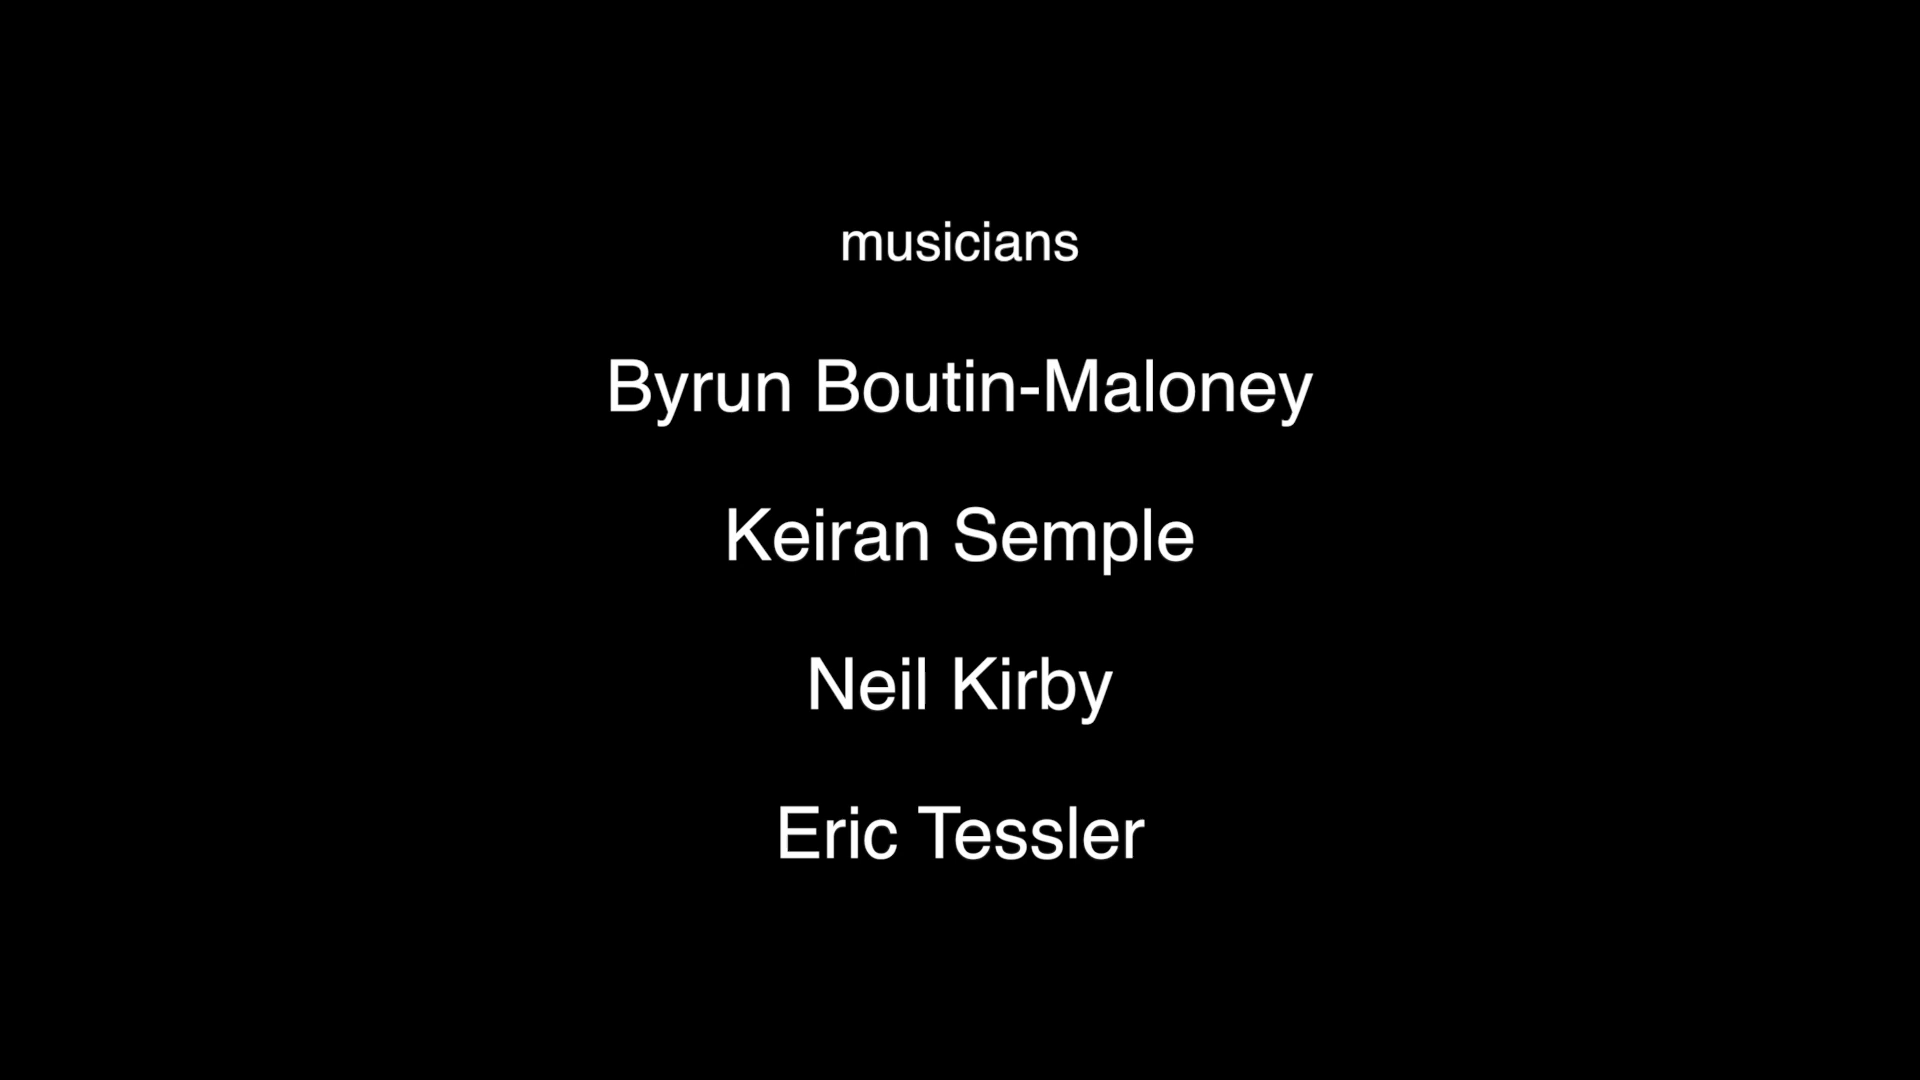 musicians
Byrun Boutin-Maloney
Keiran Semple
Neil Kirby
Eric Tessler